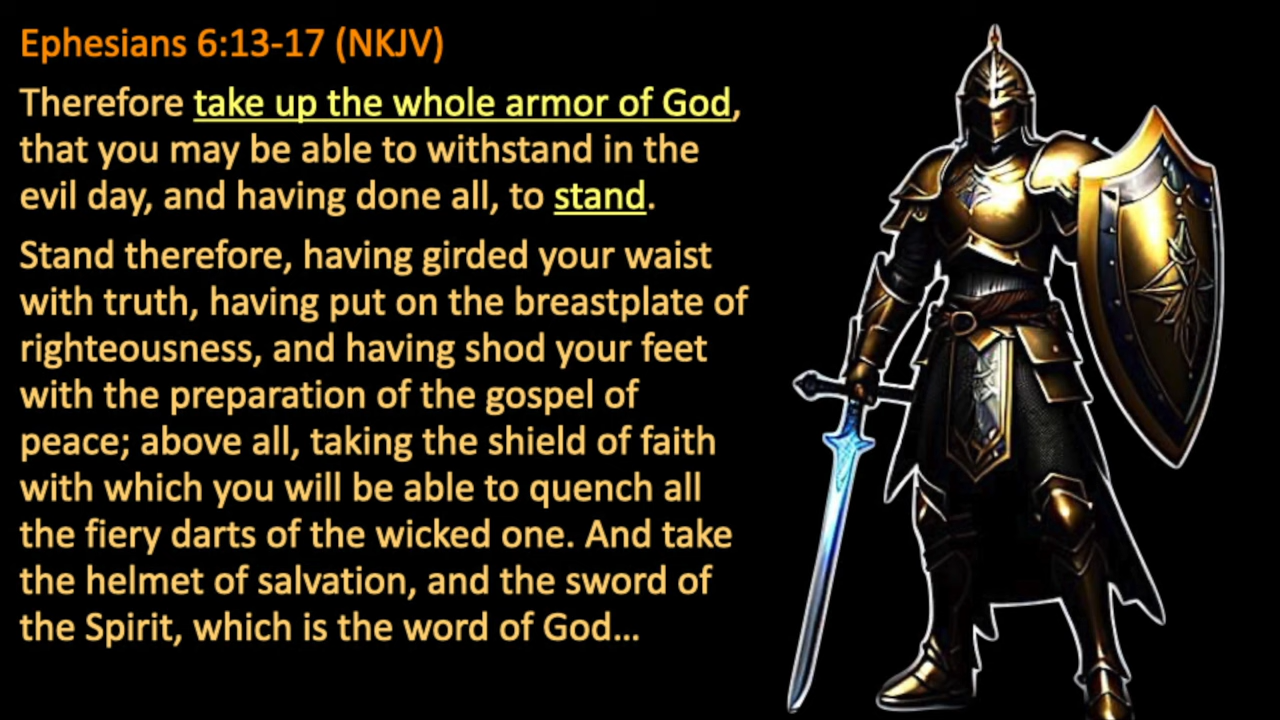 Ephesians 6:13-17 (NKJV)
Therefore take up the whole armor of God,
that you may be able to withstand in the
evil day, and having done all, to stand.
Stand therefore, having girded your waist
with truth, having put on the breastplate of
righteousness, and having shod your feet
with the preparation of the gospel of
peace; above all, taking the shield of faith
with which you will be able to quench all
the fiery darts of the wicked one. And take
the helmet of salvation, and the sword of
the Spirit, which is the word of God...